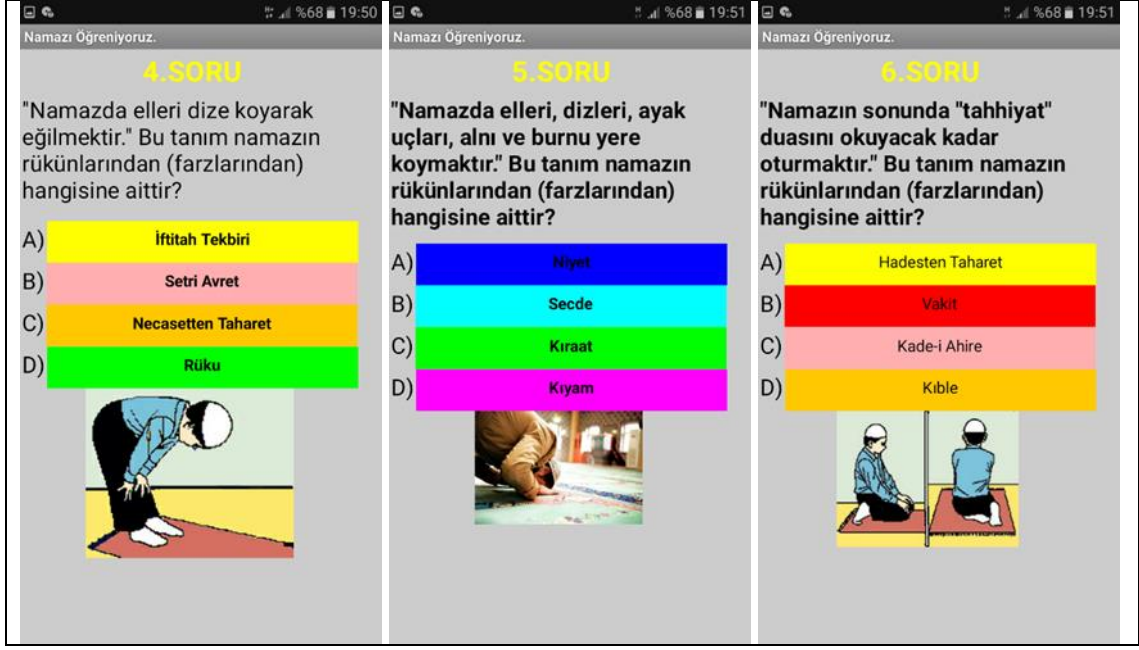 %68 19:50
Namazı Öğreniyoruz.
4.SORU
"Namazda elleri dize koyarak
eğilmektir." Bu tanım namazın
rükünlarından (farzlarından)
hangisine aittir?
A) İftitah Tekbiri
B) Setri Avret
C) Necasetten Taharet
D) Rüku
%68 19:51
Namazı Öğreniyoruz.
5.SORU
"Namazda elleri, dizleri, ayak
uçları, alnı ve burnu yere
koymaktır." Bu tanım namazın
rükünlarından (farzlarından)
hangisine aittir?
A) Niyet
B) Secde
C) Kıraat
D) Kıyam
%68 19:51
Namazı Öğreniyoruz.
6.SORU
"Namazın sonunda "tahhiyat"
duasını okuyacak kadar
oturmaktır." Bu tanım namazın
rükünlarından (farzlarından)
hangisine aittir?
A) Hadesten Taharet
B) Vakit
C) Kade-i Ahire
D) Kıble